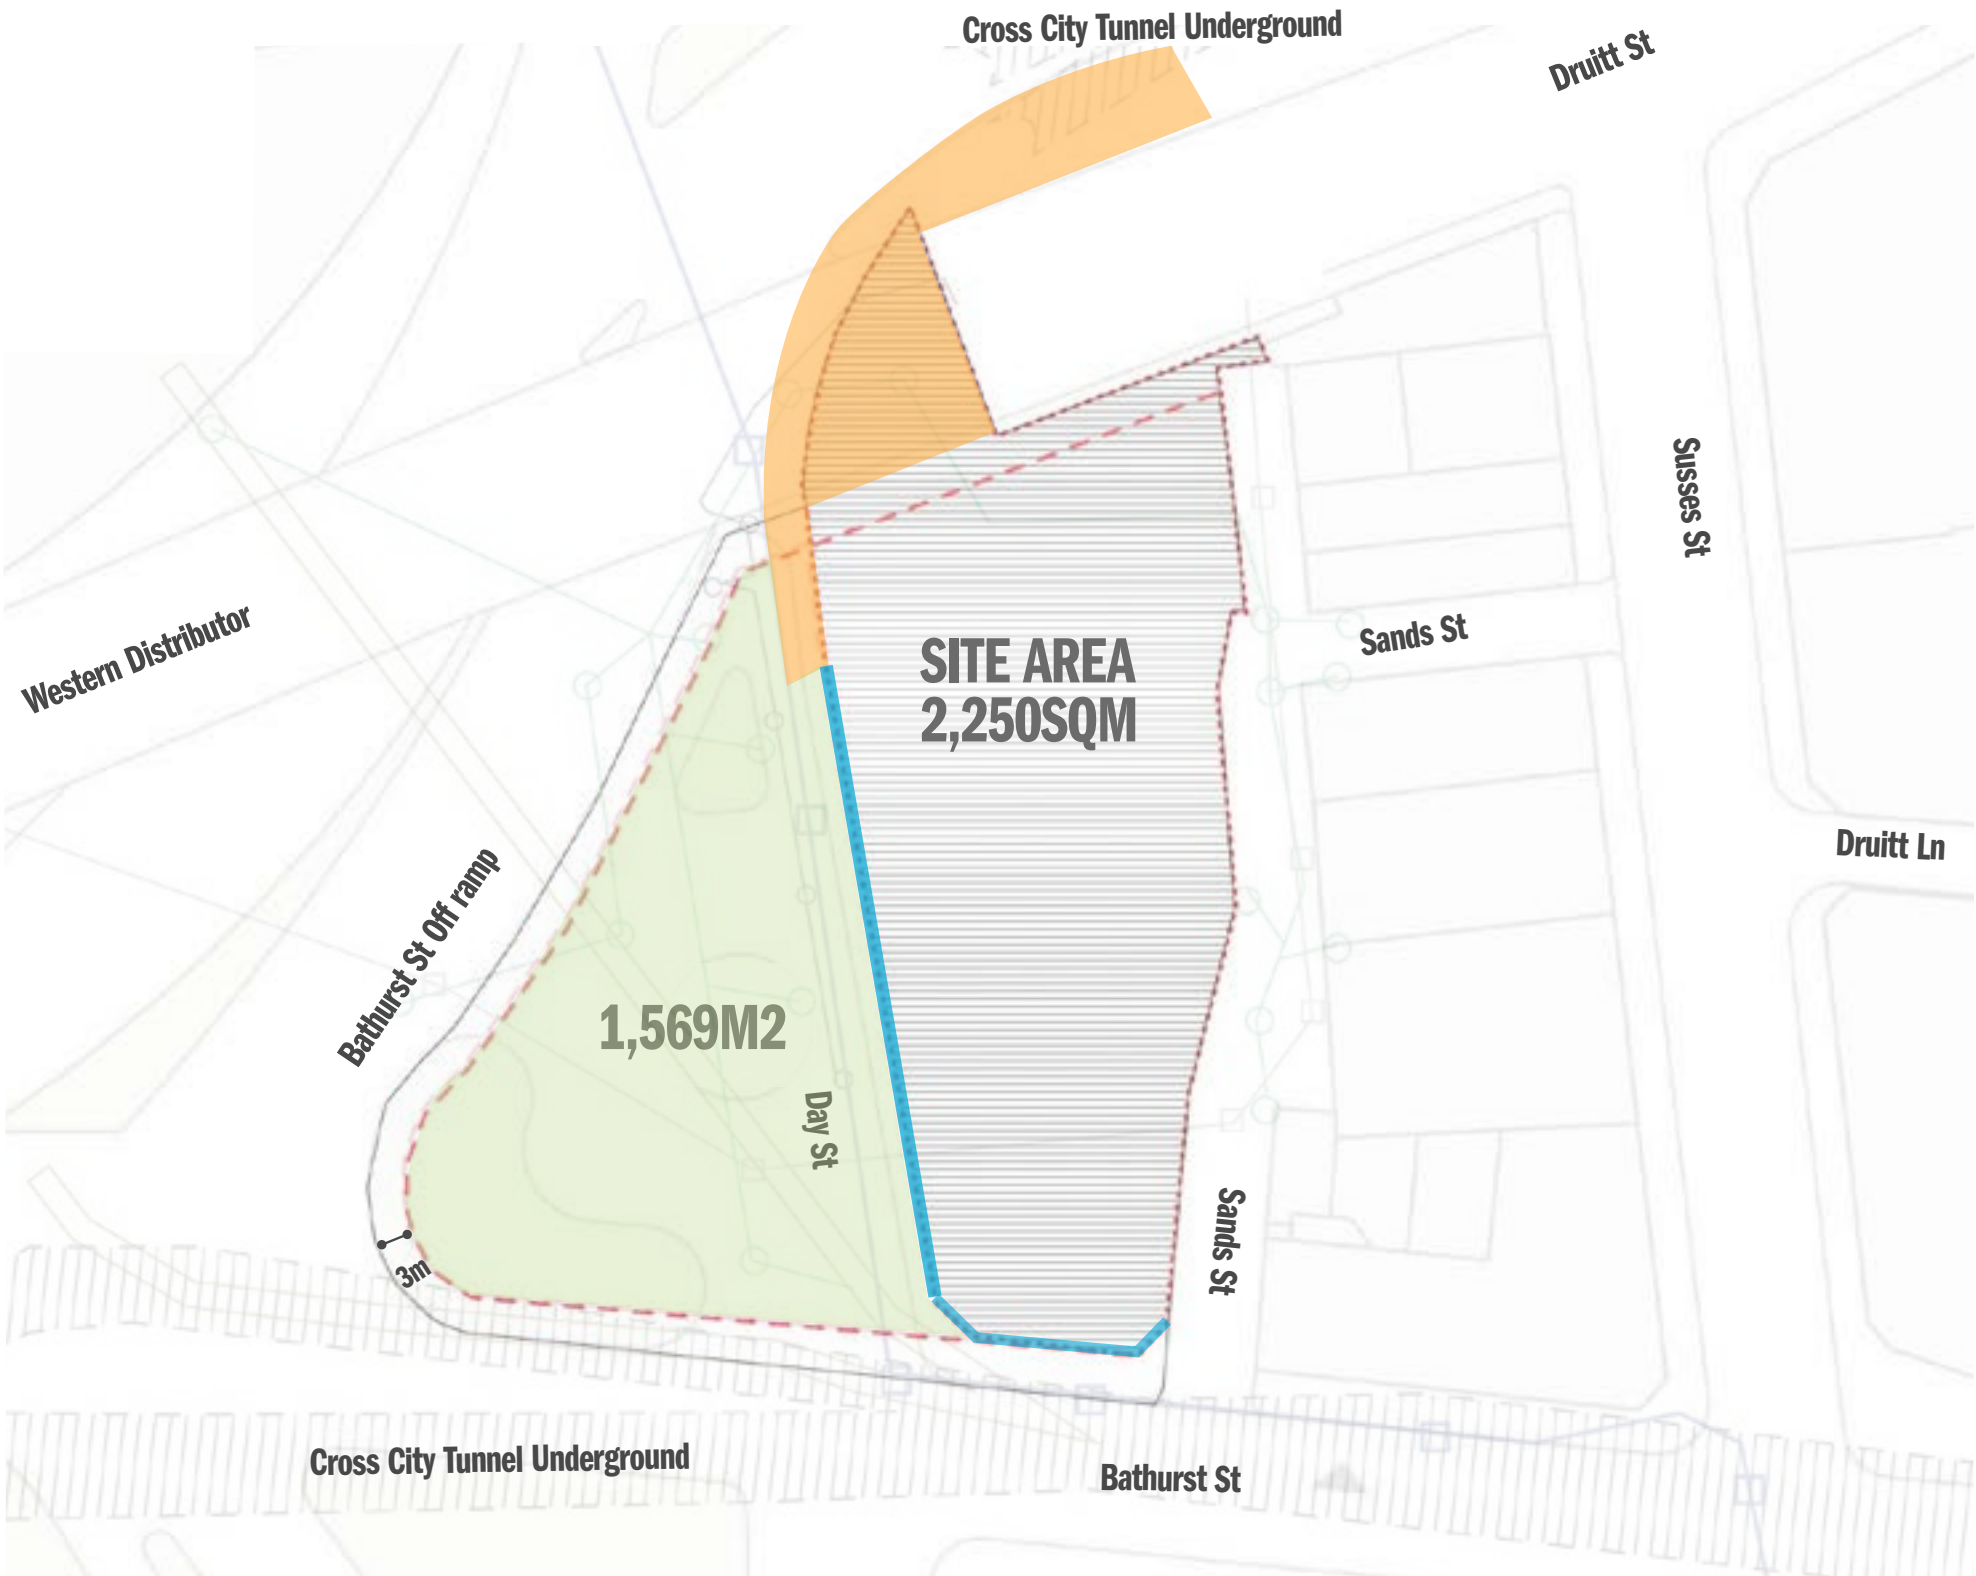 Cross City Tunnel Underground
Druitt St
Susses St
Sands St
Western Distributor
SITE AREA
2,250SQM
Druitt Ln
Bathurst St Off ramp
1,569M2
Day St
Sands St
3m
Cross City Tunnel Underground
Bathurst St